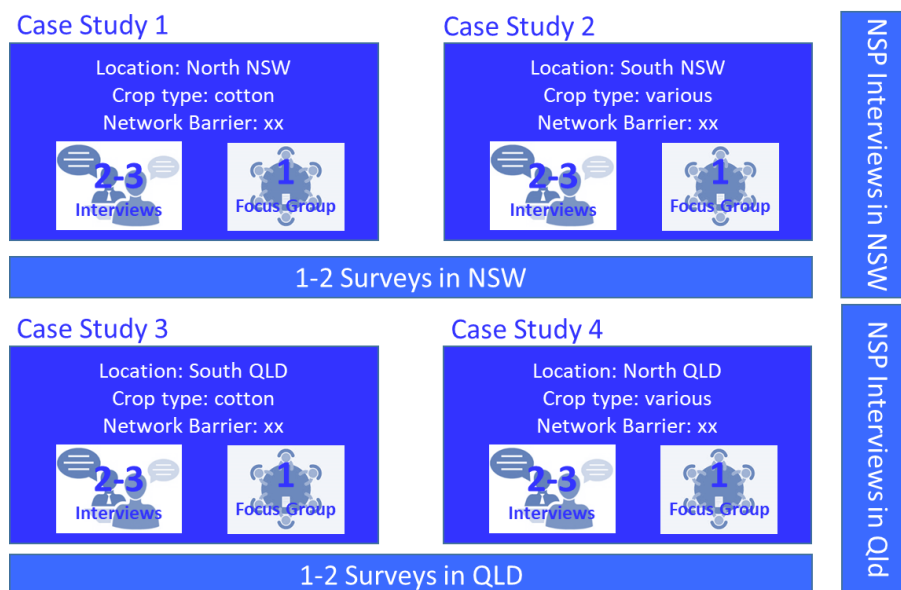 Case Study 1
Location: North NSW
Crop type: cotton
Network Barrier: xx
2-3
Interviews
1
Focus Group
Case Study 2
Location: South NSW
Crop type: various
Network Barrier: xx
2-3
Interviews
1
Focus Group
1-2 Surveys in NSW
NSP Interviews in NSW
Case Study 3
Location: South QLD
Crop type: cotton
Network Barrier: xx
2-3
Interviews
1
Focus Group
Case Study 4
Location: North QLD
Crop type: various
Network Barrier: xx
2-3
Interviews
1
Focus Group
1-2 Surveys in QLD
NSP Interviews in Qld